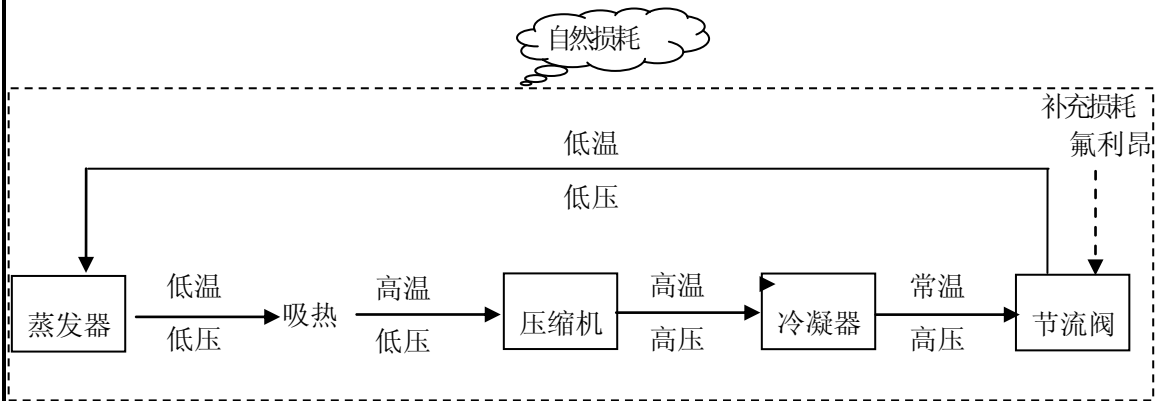 自然损耗
补充损耗
氟利昂
低温
低压
蒸发器
低温
低压
吸热
高温
低压
压缩机
高温
高压
冷凝器
常温
高压
节流阀